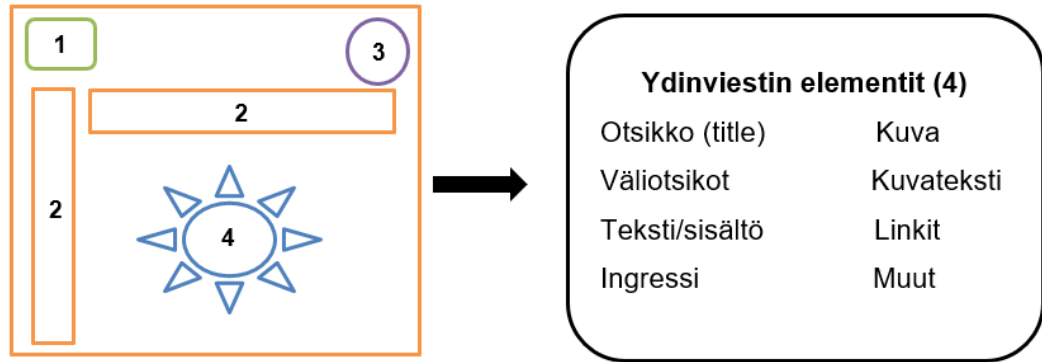 1
3
2
2
4
Ydinviestin elementit (4)
Otsikko (title) Kuva
Väliotsikot Kuvateksti
Teksti/sisältö Linkit
Ingressi Muut